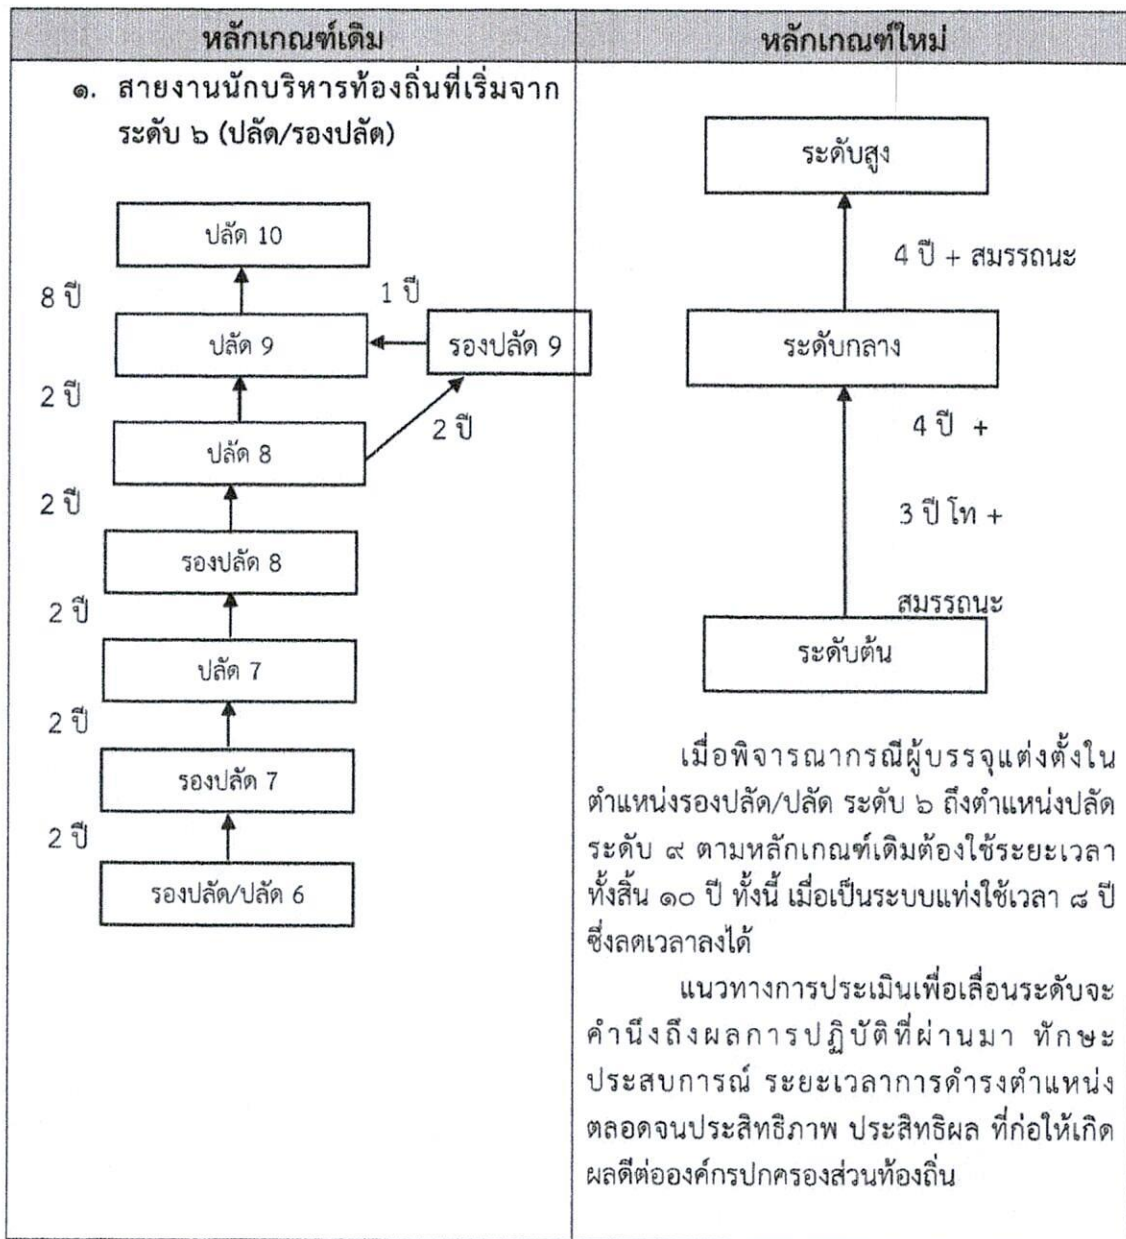 หลักเกณฑ์เดิม
หลักเกณฑ์ใหม่
๑. สายงานนักบริหารท้องถิ่นที่เริ่มจาก
ระดับ ๖ (ปลัด/รองปลัด)
ปลัด 10
8 ปี
1 ปี
ปลัด 9
รองปลัด 9
2 ปี
2 ปี
ปลัด 8
2 ปี
รองปลัด 8
2 ปี
ปลัด 7
2 ปี
รองปลัด 7
2 ปี
รองปลัด/ปลัด 6
ระดับสูง
4 ปี + สมรรถนะ
ระดับกลาง
4 ปี +
3 ปี โท +
สมรรถนะ
ระดับต้น
เมื่อพิจารณากรณีผู้บรรจุแต่งตั้งใน
ตำแหน่งรองปลัด/ปลัด ระดับ ๖ ถึงตำแหน่งปลัด
ระดับ ๙ ตามหลักเกณฑ์เดิมต้องใช้ระยะเวลา
ทั้งสิ้น ๑๐ ปี ทั้งนี้ เมื่อเป็นระบบแท่งใช้เวลา ๘ ปี
ซึ่งลดเวลาลงได้
แนวทางการประเมินเพื่อเลื่อนระดับจะ
คำนึงถึงผลการปฏิบัติที่ผ่านมา ทักษะ
ประสบการณ์ ระยะเวลาการดำรงตำแหน่ง
ตลอดจนประสิทธิภาพ ประสิทธิผล ที่ก่อให้เกิด
ผลดีต่อองค์กรปกครองส่วนท้องถิ่น